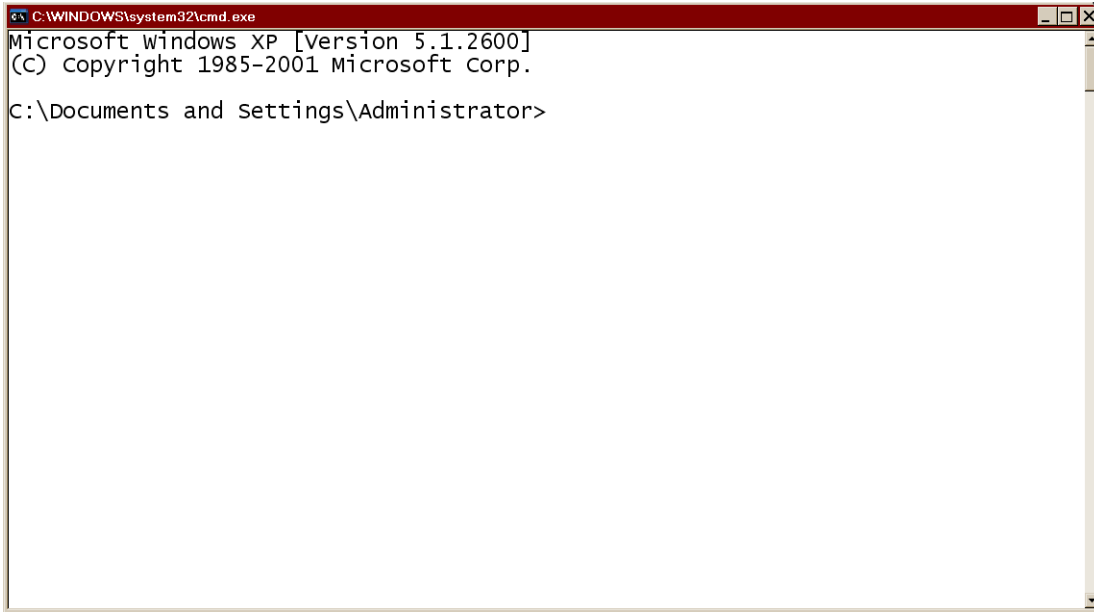 C:\WINDOWS\system32\cmd.exe
Microsoft Windows XP [Version 5.1.2600]
(C) Copyright 1985-2001 Microsoft Corp.
C:\Documents and Settings\Administrator>